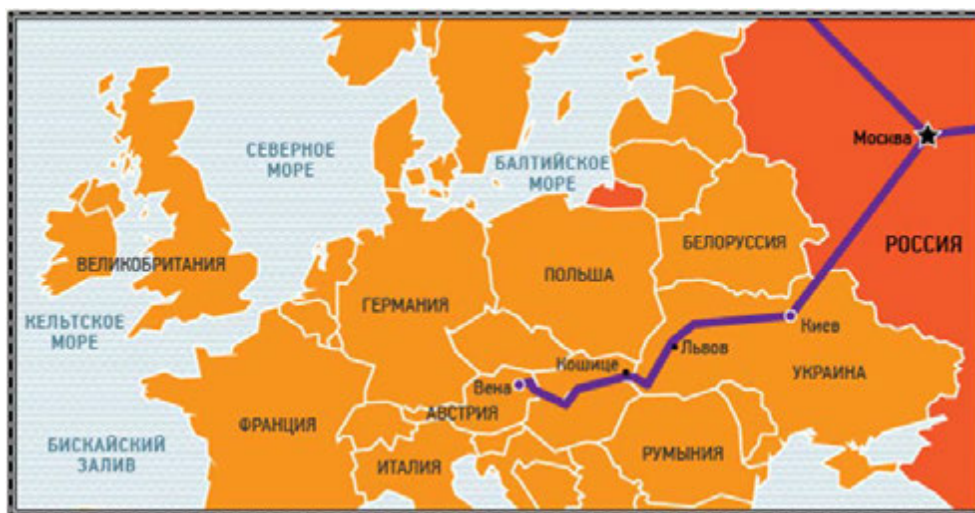 Москва
СЕВЕРНОЕ
МОРЕ
БАЛТИЙСКОЕ
МОРЕ
РОССИЯ
БЕЛОРУССИЯ
ВЕЛИКОБРИТАНИЯ
ПОЛЬША
ГЕРМАНИЯ
КЕЛЬТСКОЕ
МОРЕ
Киев
Львов
Кошице
УКРАИНА
Вена
АВСТРИЯ
ФРАНЦИЯ
БИСКАЙСКИЙ
ЗАЛИВ
ИТАЛИЯ
РУМЫНИЯ